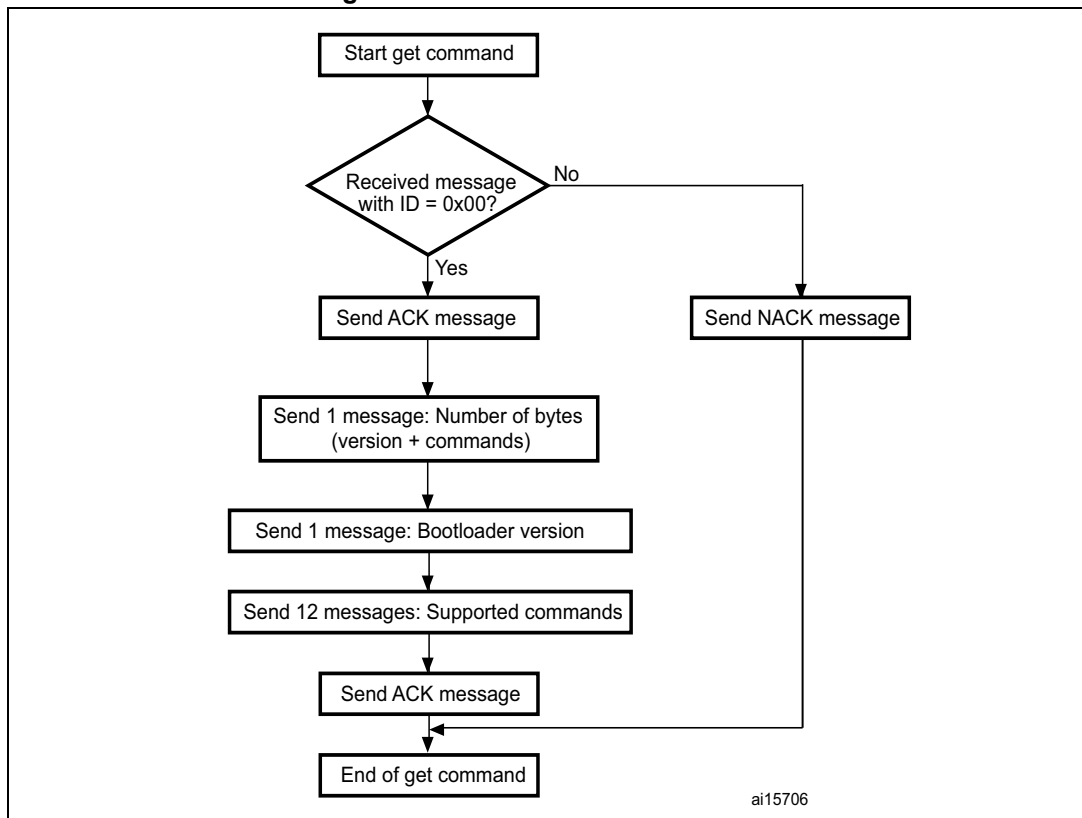 Start get command
Received message
with ID = 0x00?
No
Yes
Send ACK message
Send NACK message
Send 1 message: Number of bytes
(version + commands)
Send 1 message: Bootloader version
Send 12 messages: Supported commands
Send ACK message
End of get command
ai15706